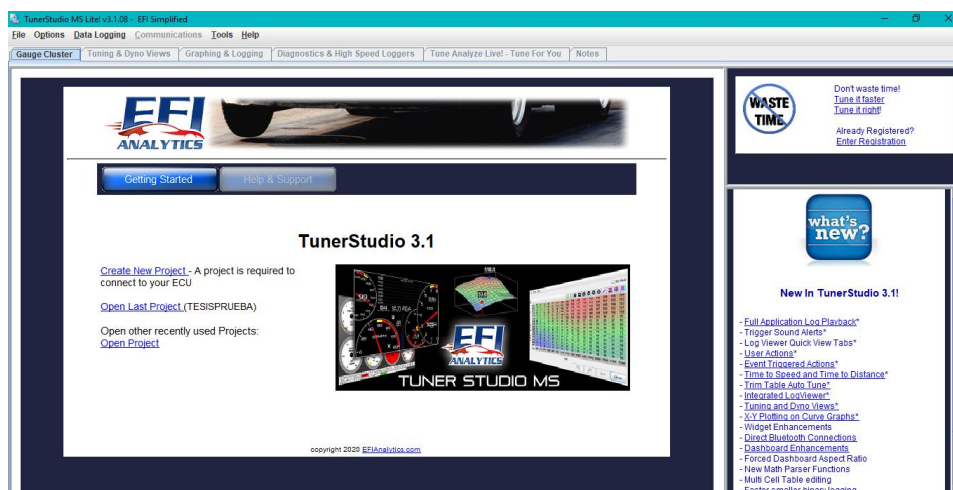 TunerStudio MS Lite! v3.1.08 - EFI Simplified
File Options Data Logging Communications Tools Help
Gauge Cluster Tuning & Dyno Views Graphing & Logging Diagnostics & High Speed Loggers Tune Analyze Live! - Tune For You Notes
EFI
ANALYTICS
Getting Started Help & Support
TunerStudio 3.1
Create New Project - A project is required to
connect to your ECU
Open Last Project (TESISPRUEBA)
Open other recently used Projects:
Open Project
EFI
ANALYTICS
TUNER STUDIO MS
copyright 2020 EFIAnalytics.com
WASTE
TIME
Don't waste time!
Tune it faster
Tune it right!
Already Registered?
Enter Registration
what's
new?
New In TunerStudio 3.1!
- Full Application Log Playback*
- Trigger Sound Alerts*
- Log Viewer Quick View Tabs*
- User Actions*
- Event Triggered Actions*
- Time to Speed and Time to Distance*
- Trim Table Auto Tune*
- Integrated LogViewer*
- Tuning and Dyno Views*
- X-Y Plotting on Curve Graphs*
- Widget Enhancements
- Direct Bluetooth Connections
- Dashboard Enhancements
- Forced Dashboard Aspect Ratio
- New Math Parser Functions
- Multi Cell Table editing
- Faster smaller binary logging